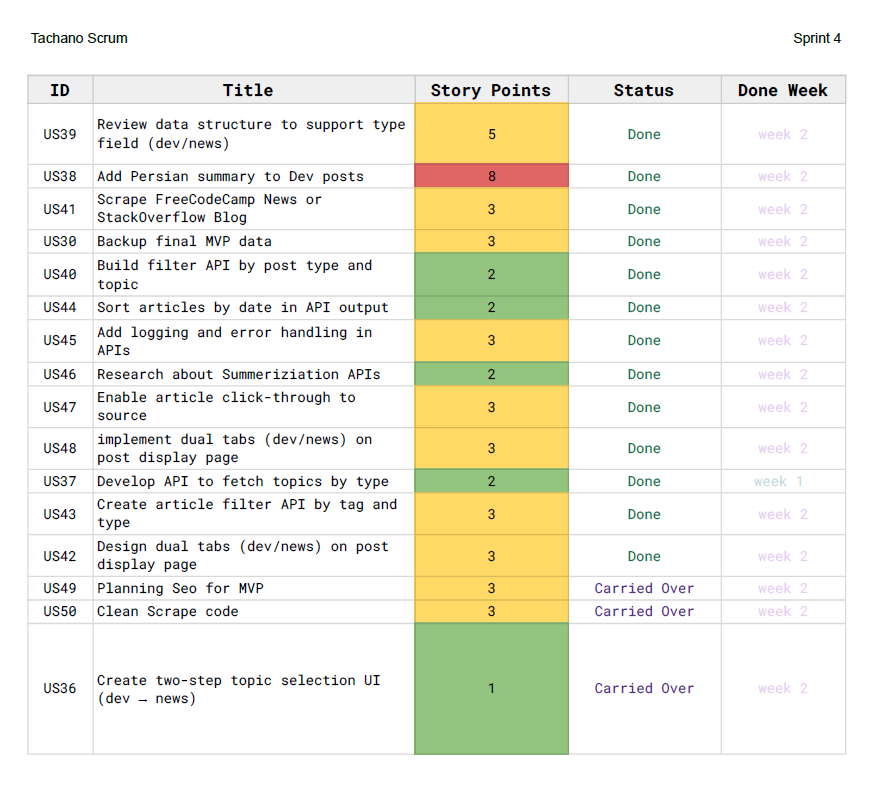 Tachano Scrum Sprint 4
ID Title Story Points Status Done Week
US39 Review data structure to support type field (dev/news) 5 Done week 2
US38 Add Persian summary to Dev posts 8 Done week 2
US41 Scrape FreeCodeCamp News or StackOverflow Blog 3 Done week 2
US30 Backup final MVP data 3 Done week 2
US40 Build filter API by post type and topic 2 Done week 2
US44 Sort articles by date in API output 2 Done week 2
US45 Add logging and error handling in APIs 3 Done week 2
US46 Research about Summeriziation APIs 2 Done week 2
US47 Enable article click-through to source 3 Done week 2
US48 implement dual tabs (dev/news) on post display page 3 Done week 2
US37 Develop API to fetch topics by type 2 Done week 1
US43 Create article filter API by tag and type 3 Done week 2
US42 Design dual tabs (dev/news) on post display page 3 Done week 2
US49 Planning Seo for MVP 3 Carried Over week 2
US50 Clean Scrape code 3 Carried Over week 2
US36 Create two-step topic selection UI (dev → news) 1 Carried Over week 2